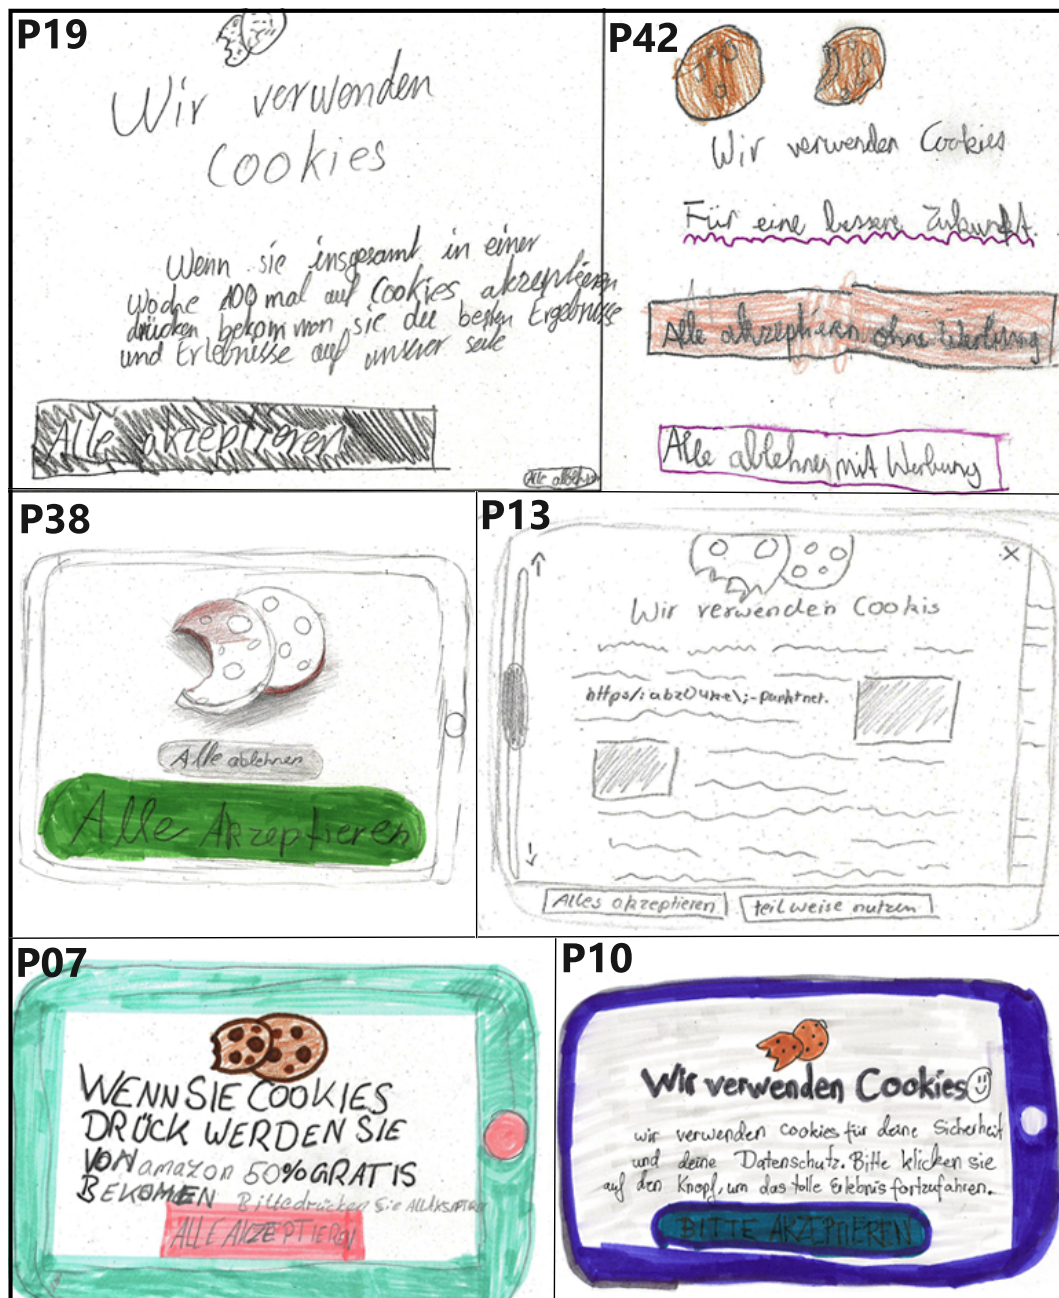 P19
Wir verwenden
Cookies
Wenn sie insgesamt in einer
Woche 100 mal auf Cookies akzeptieren
drücken bekommen sie die besten Ergebnisse
und Erlebnisse auf unserer seite
Alle akzeptieren
Alle
P42
Wir verwenden Cookies
Für eine bessere Zukunft.
Alle akzeptieren ohne Werbung
Alle ablehnen mit Werbung
P38
Alle ablehnen
Alle Akzeptieren
P13
X
Wir verwenden Cookis
Alles akzeptieren
teilweise nutzen
P07
WENN SIE COOKIES
DRÜCK WERDEN SIE
VON amazon 50% GRATIS
BEKOMEN Bitte drücken Sie
ALLE AKZEPTIEREN
P10
Wir verwenden Cookies
wir verwenden cookies für deine Sicherheit
und deine Datenschutz. Bitte klicken sie
auf den Knopf, um das tolle Erlebnis fortzufahren.
BITTE AKZEPTIEREN